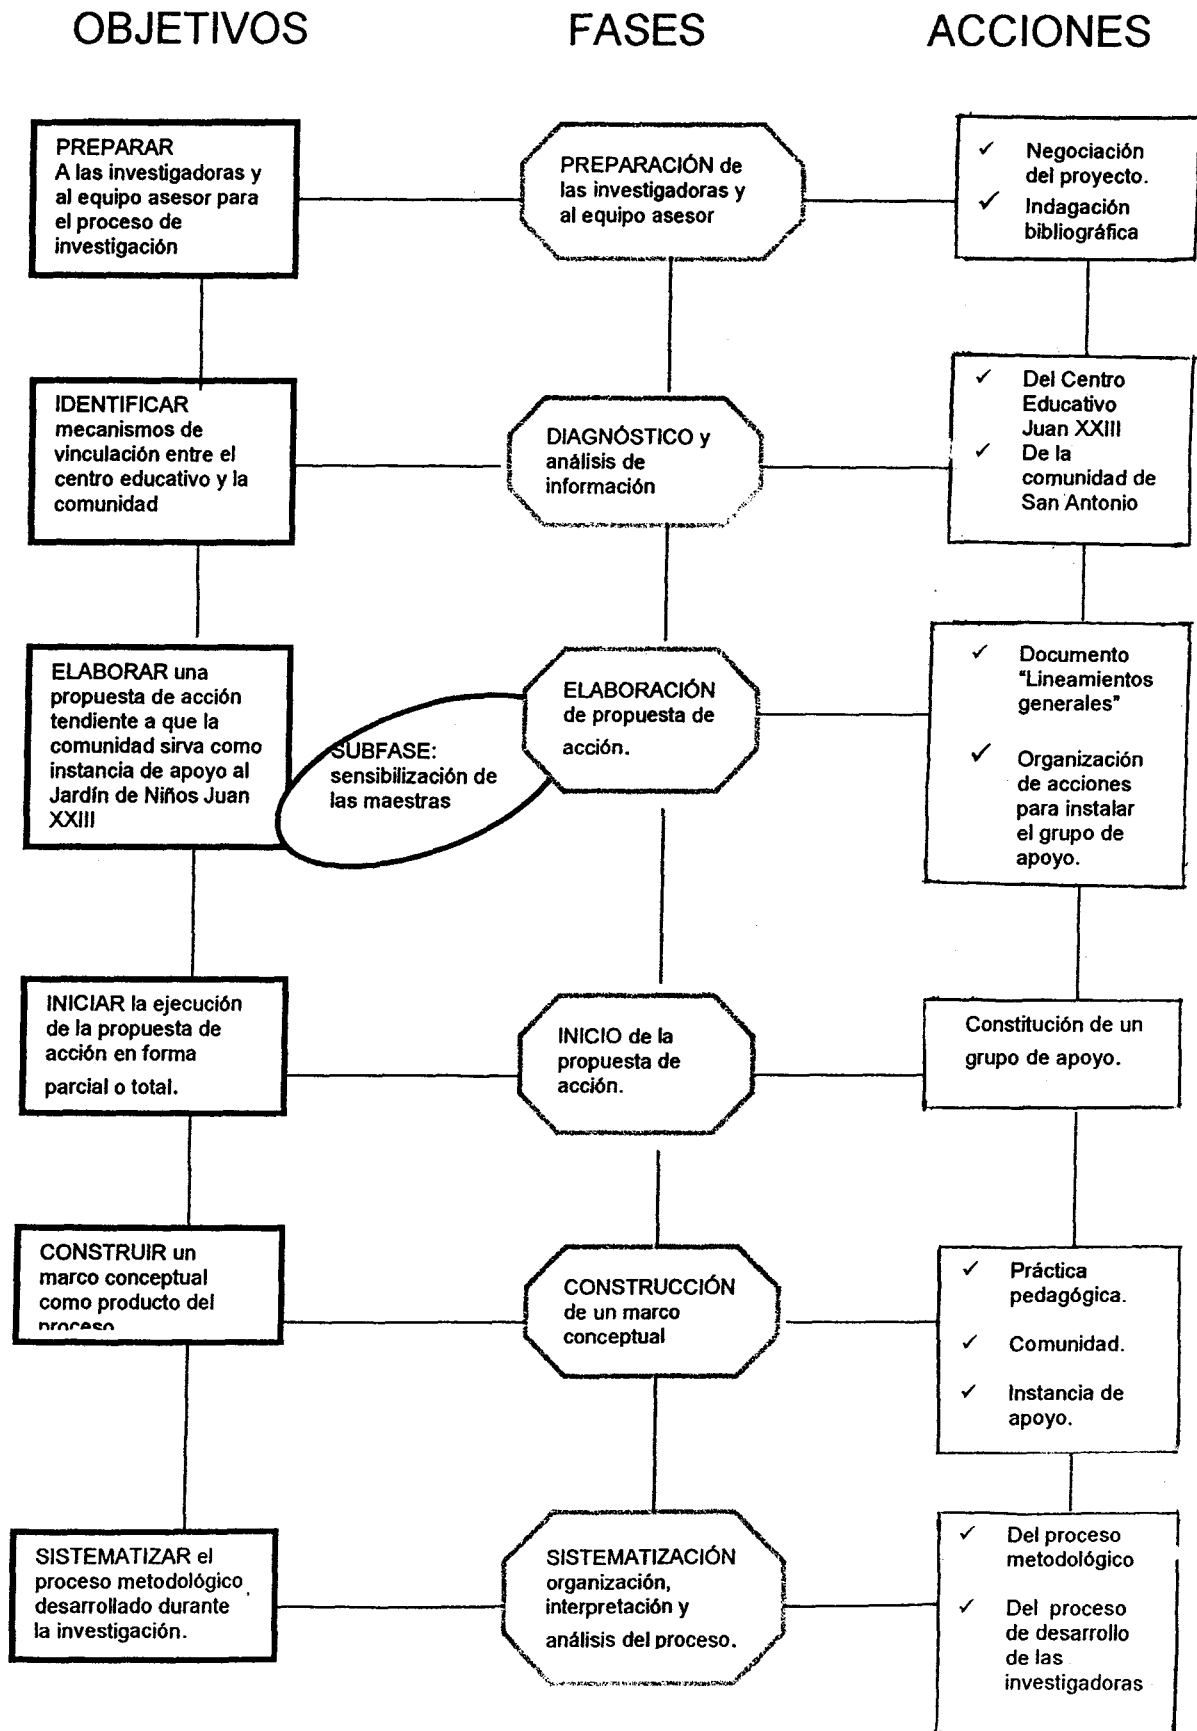 OBJETIVOS
FASES
ACCIONES
PREPARAR
A las investigadoras y
al equipo asesor para
el proceso de
investigación
PREPARACIÓN de
las investigadoras y
al equipo asesor
✓ Negociación
del proyecto.
✓ Indagación
bibliográfica
IDENTIFICAR
mecanismos de
vinculación entre el
centro educativo y la
comunidad
DIAGNÓSTICO y
análisis de
información
✓ Del Centro
Educativo
Juan XXIII
✓ De la
comunidad de
San Antonio
ELABORAR una
propuesta de acción
tendiente a que la
comunidad sirva como
instancia de apoyo al
Jardín de Niños Juan
XXIII
SUBFASE:
sensibilización de
las maestras
ELABORACIÓN
de propuesta de
acción.
✓ Documento
"Lineamientos
generales"
✓ Organización
de acciones
para instalar
el grupo de
apoyo.
INICIAR la ejecución
de la propuesta de
acción en forma
parcial o total.
INICIO de la
propuesta de
acción.
Constitución de un
grupo de apoyo.
CONSTRUIR un
marco conceptual
como producto del
proceso
CONSTRUCCIÓN
de un marco
conceptual
✓ Práctica
pedagógica.
✓ Comunidad.
✓ Instancia de
apoyo.
SISTEMATIZAR el
proceso metodológico
desarrollado durante
la investigación.
SISTEMATIZACIÓN
organización,
interpretación y
análisis del proceso.
✓ Del proceso
metodológico
✓ Del proceso
de desarrollo
de las
investigadoras